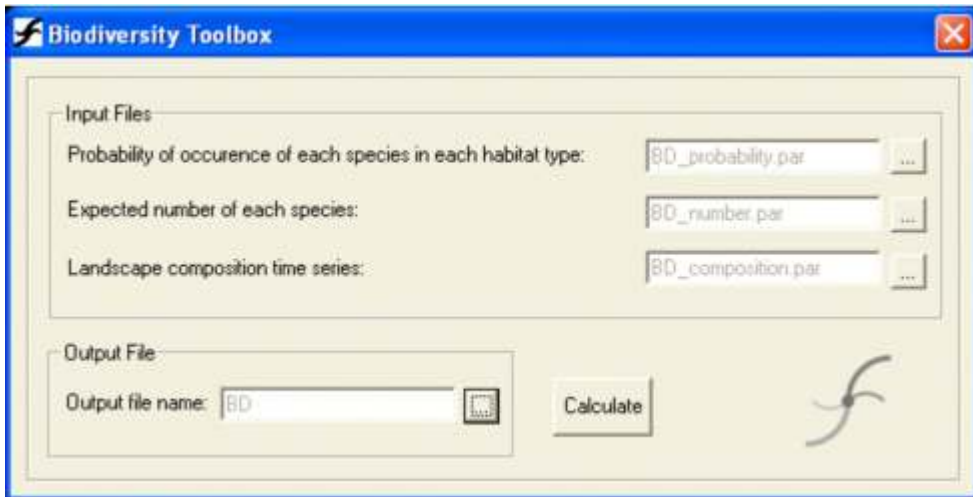 Biodiversity Toolbox
Input Files
Probability of occurence of each species in each habitat type: BD_probability.par ...
Expected number of each species: BD_number.par ...
Landscape composition time series: BD_composition.par ...
Output File
Output file name: BD ...
Calculate